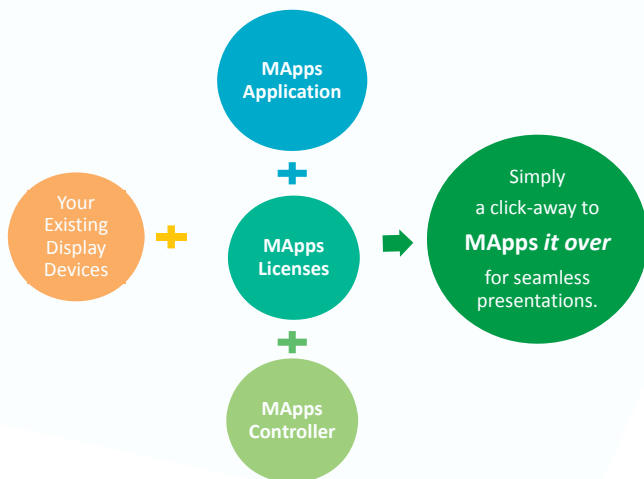 MApps
Application
Your
Existing
Display
Devices
MApps
Licenses
MApps
Controller
Simply
a click-away to
MApps it over
for seamless
presentations.